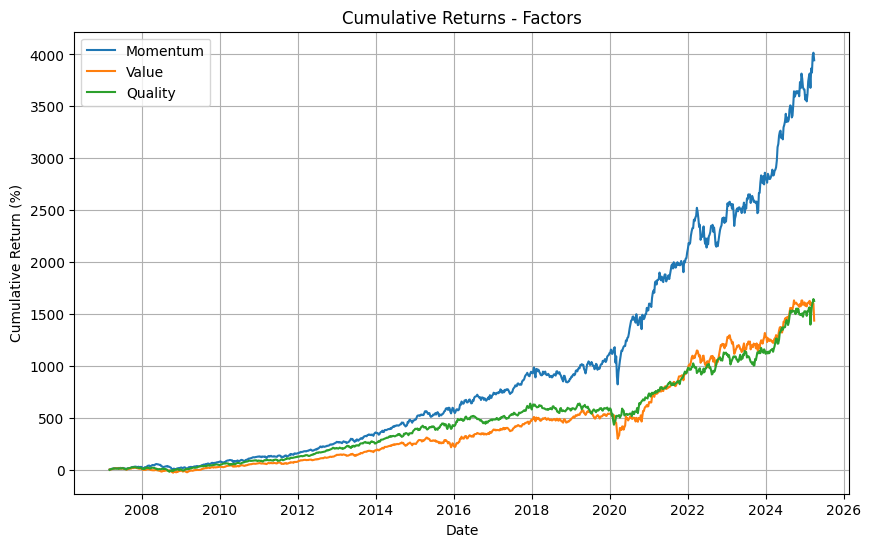 Cumulative Returns - Factors
Momentum
Value
Quality
Cumulative Return (%)
4000
3500
3000
2500
2000
1500
1000
500
0
2008 2010 2012 2014 2016 2018 2020 2022 2024 2026
Date